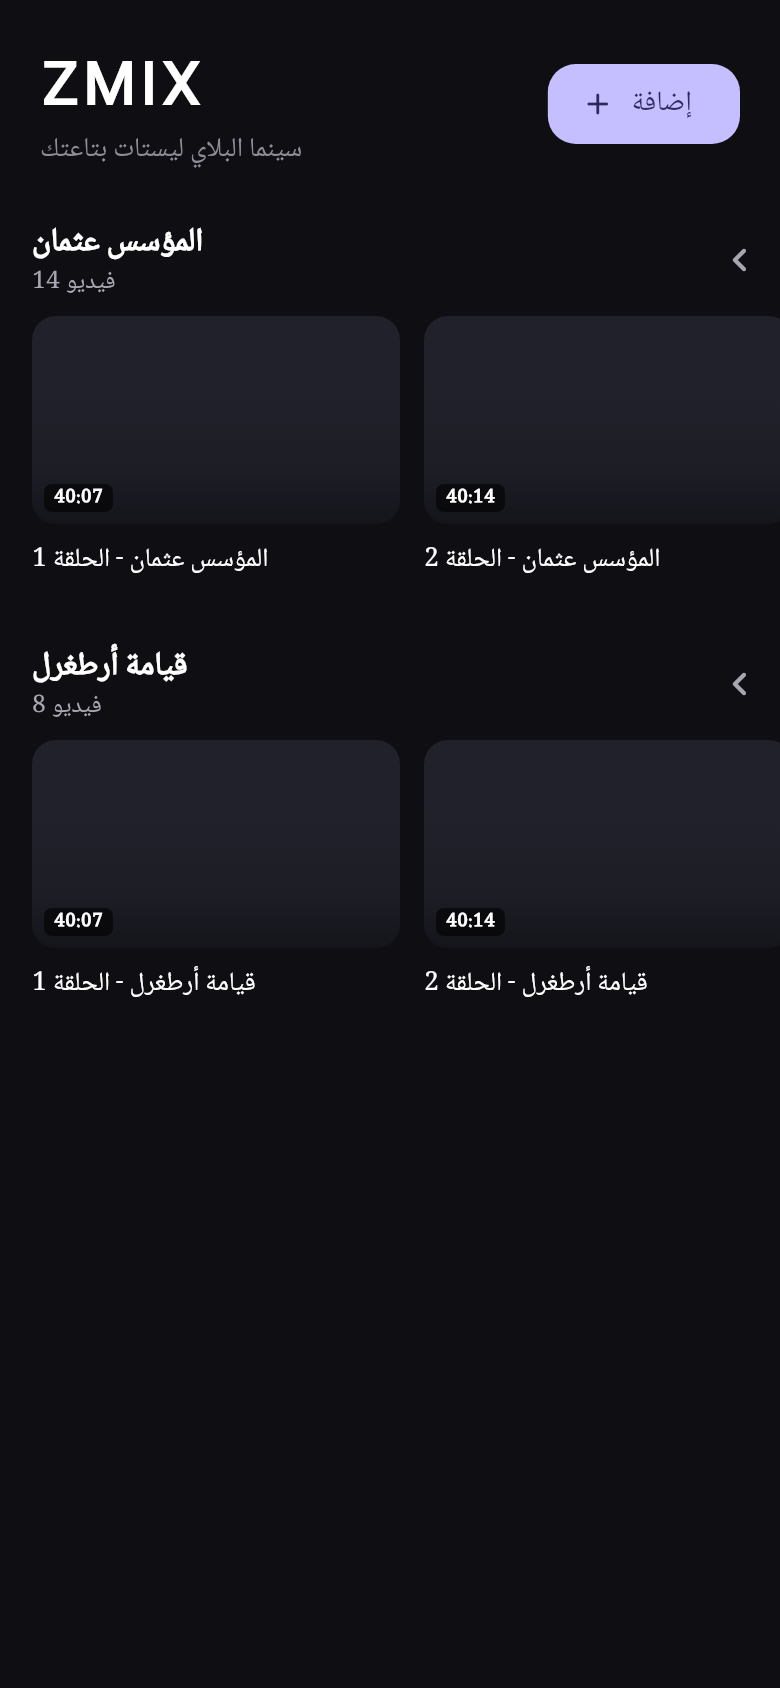 ZMIX
سينما البلاي ليستات بتاعتك
إضافة
المؤسس عثمان
14 فيديو
40:07
40:14
المؤسس عثمان - الحلقة 1
المؤسس عثمان - الحلقة 2
قيامة أرطغرل
8 فيديو
40:07
40:14
قيامة أرطغرل - الحلقة 1
قيامة أرطغرل - الحلقة 2